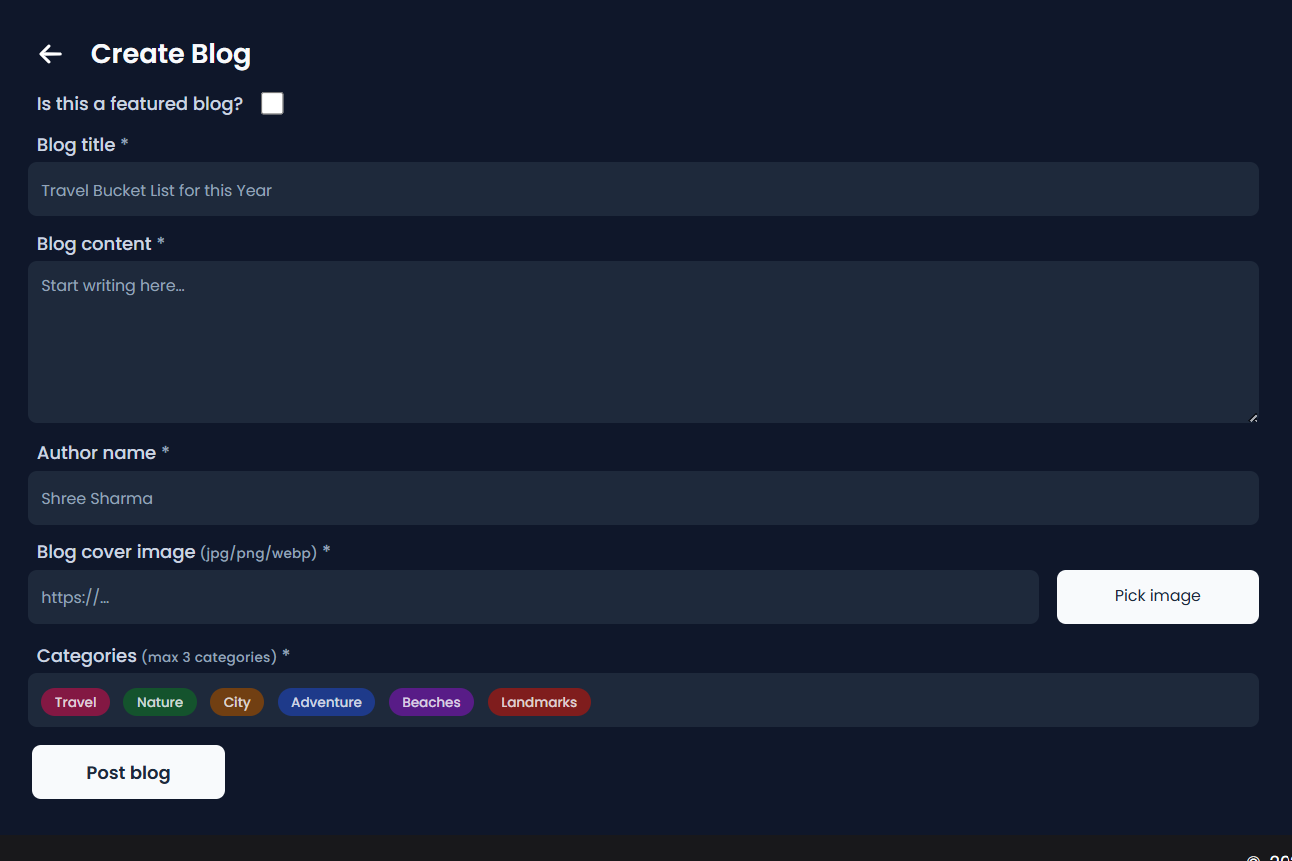 Create Blog
Is this a featured blog?
Blog title *
Travel Bucket List for this Year
Blog content *
Start writing here...
Author name *
Shree Sharma
Blog cover image (jpg/png/webp) *
https://...
Pick image
Categories (max 3 categories) *
Travel Nature City Adventure Beaches Landmarks
Post blog